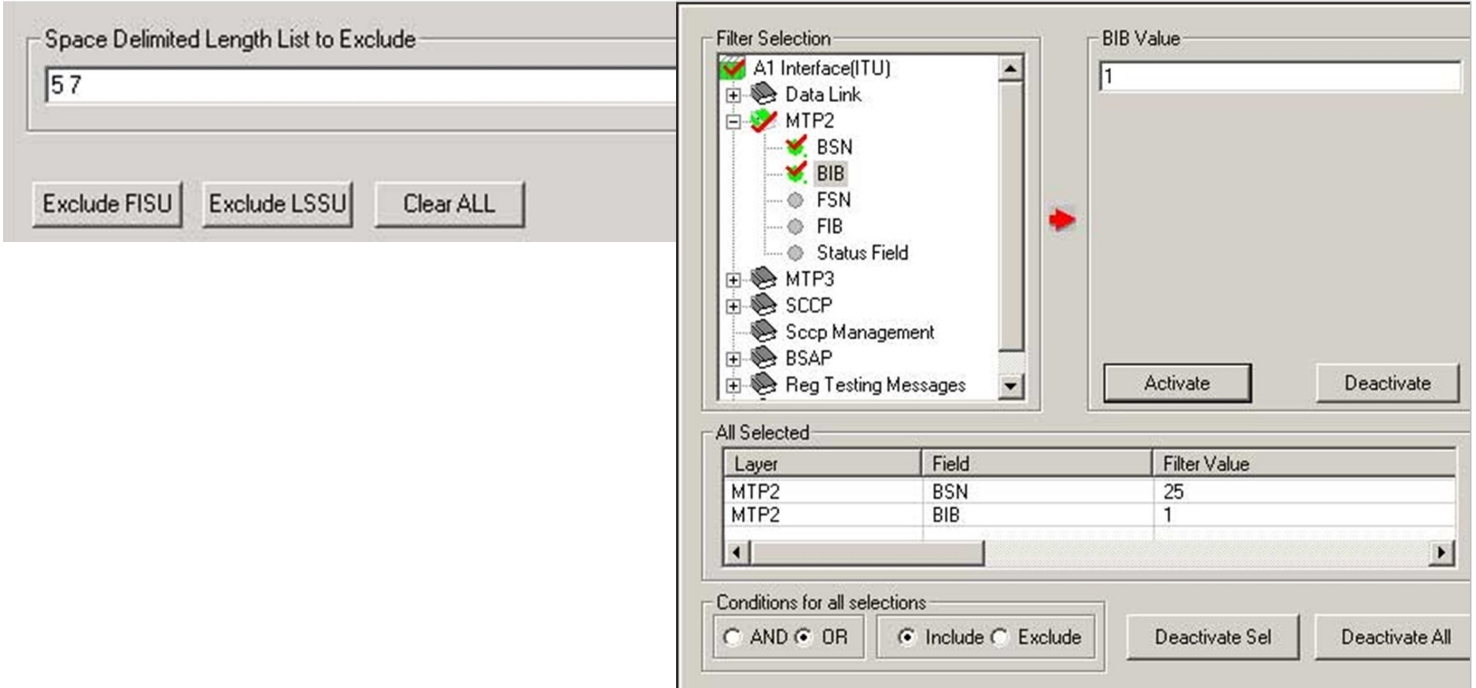 Space Delimited Length List to Exclude
5 7
Exclude FISU Exclude LSSU Clear ALL
Filter Selection
A1 Interface(ITU)
Data Link
MTP2
BSN
BIB
FSN
FIB
Status Field
MTP3
SCCP
Sccp Management
BSAP
Reg Testing Messages
BIB Value
1
Activate Deactivate
All Selected
Layer Field Filter Value
MTP2 BSN 25
MTP2 BIB 1
Conditions for all selections
AND OR Include Exclude Deactivate Sel Deactivate All